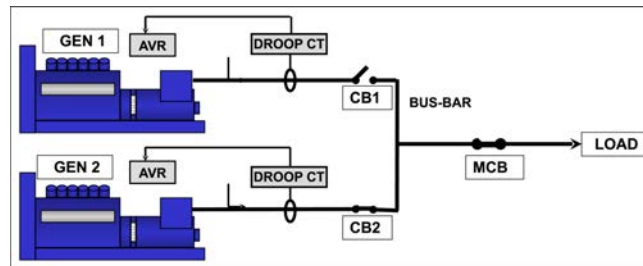 GEN 1
AVR
DROOP CT
CB1
BUS-BAR
LOAD
MCB
GEN 2
AVR
DROOP CT
CB2